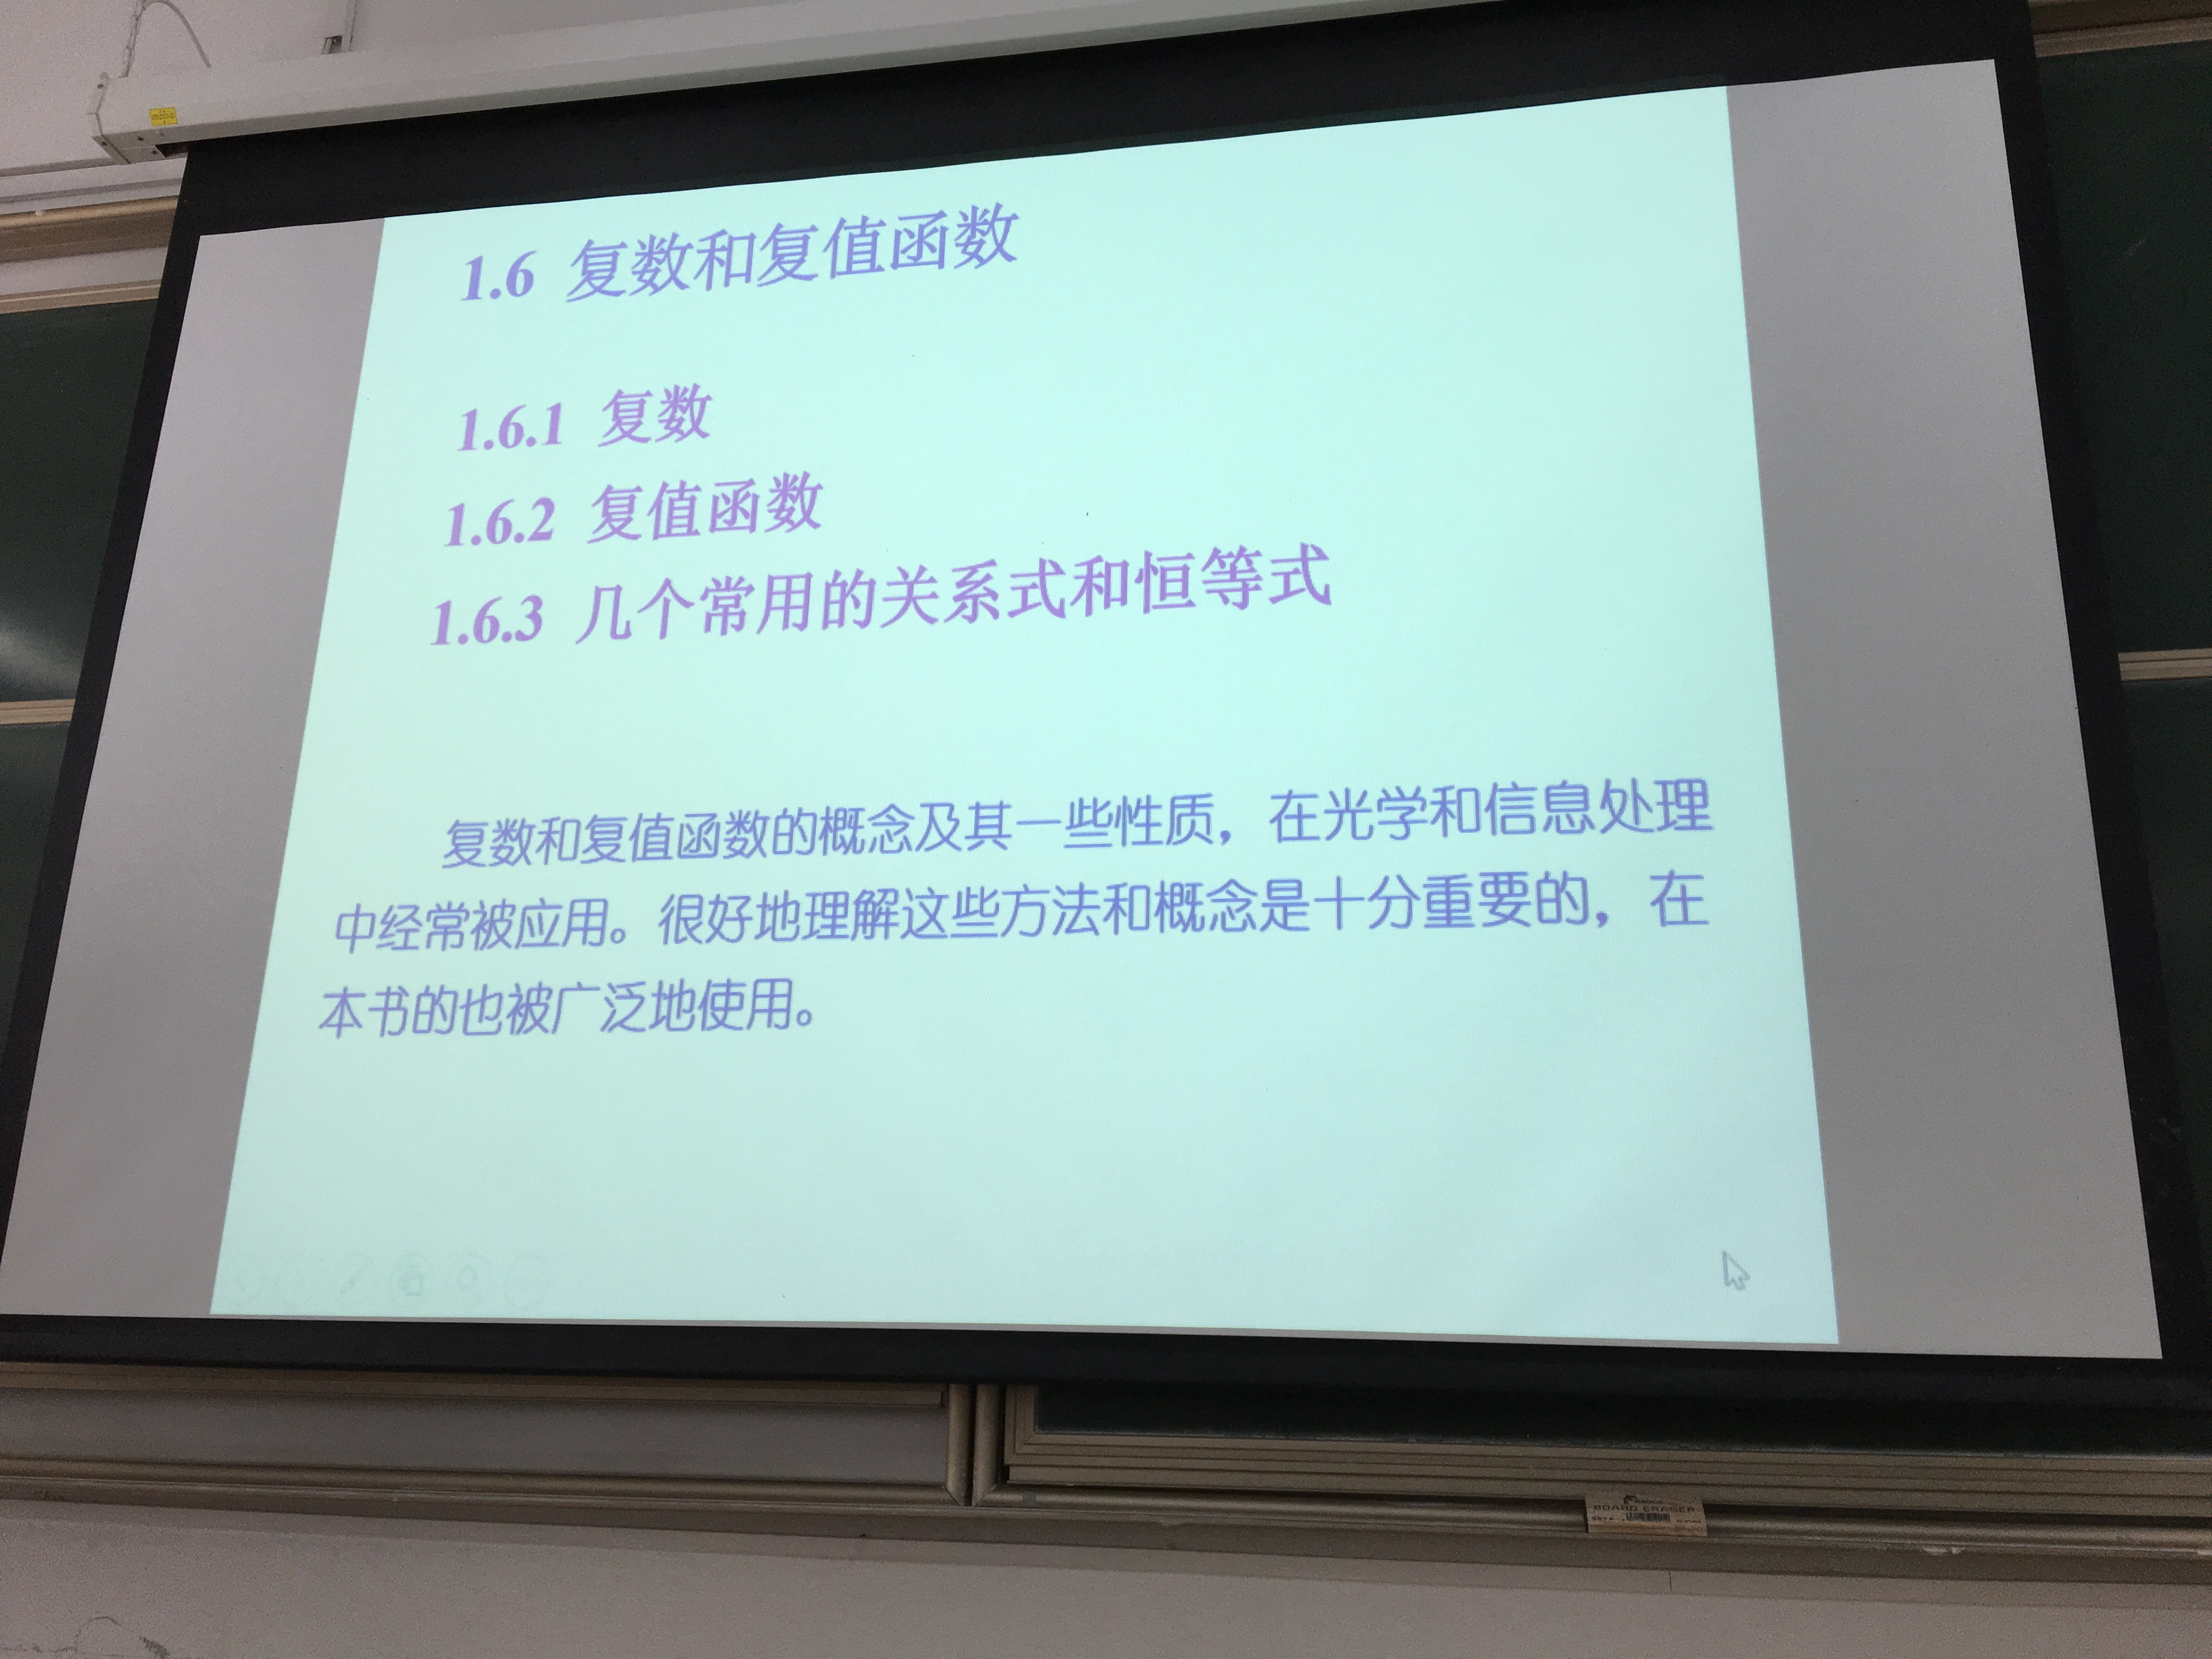 1.6 复数和复值函数
1.6.1 复数
1.6.2 复值函数
1.6.3 几个常用的关系式和恒等式
复数和复值函数的概念及其一些性质，在光学和信息处理
中经常被应用。很好地理解这些方法和概念是十分重要的，在
本书的也被广泛地使用。
BOARD ERASER